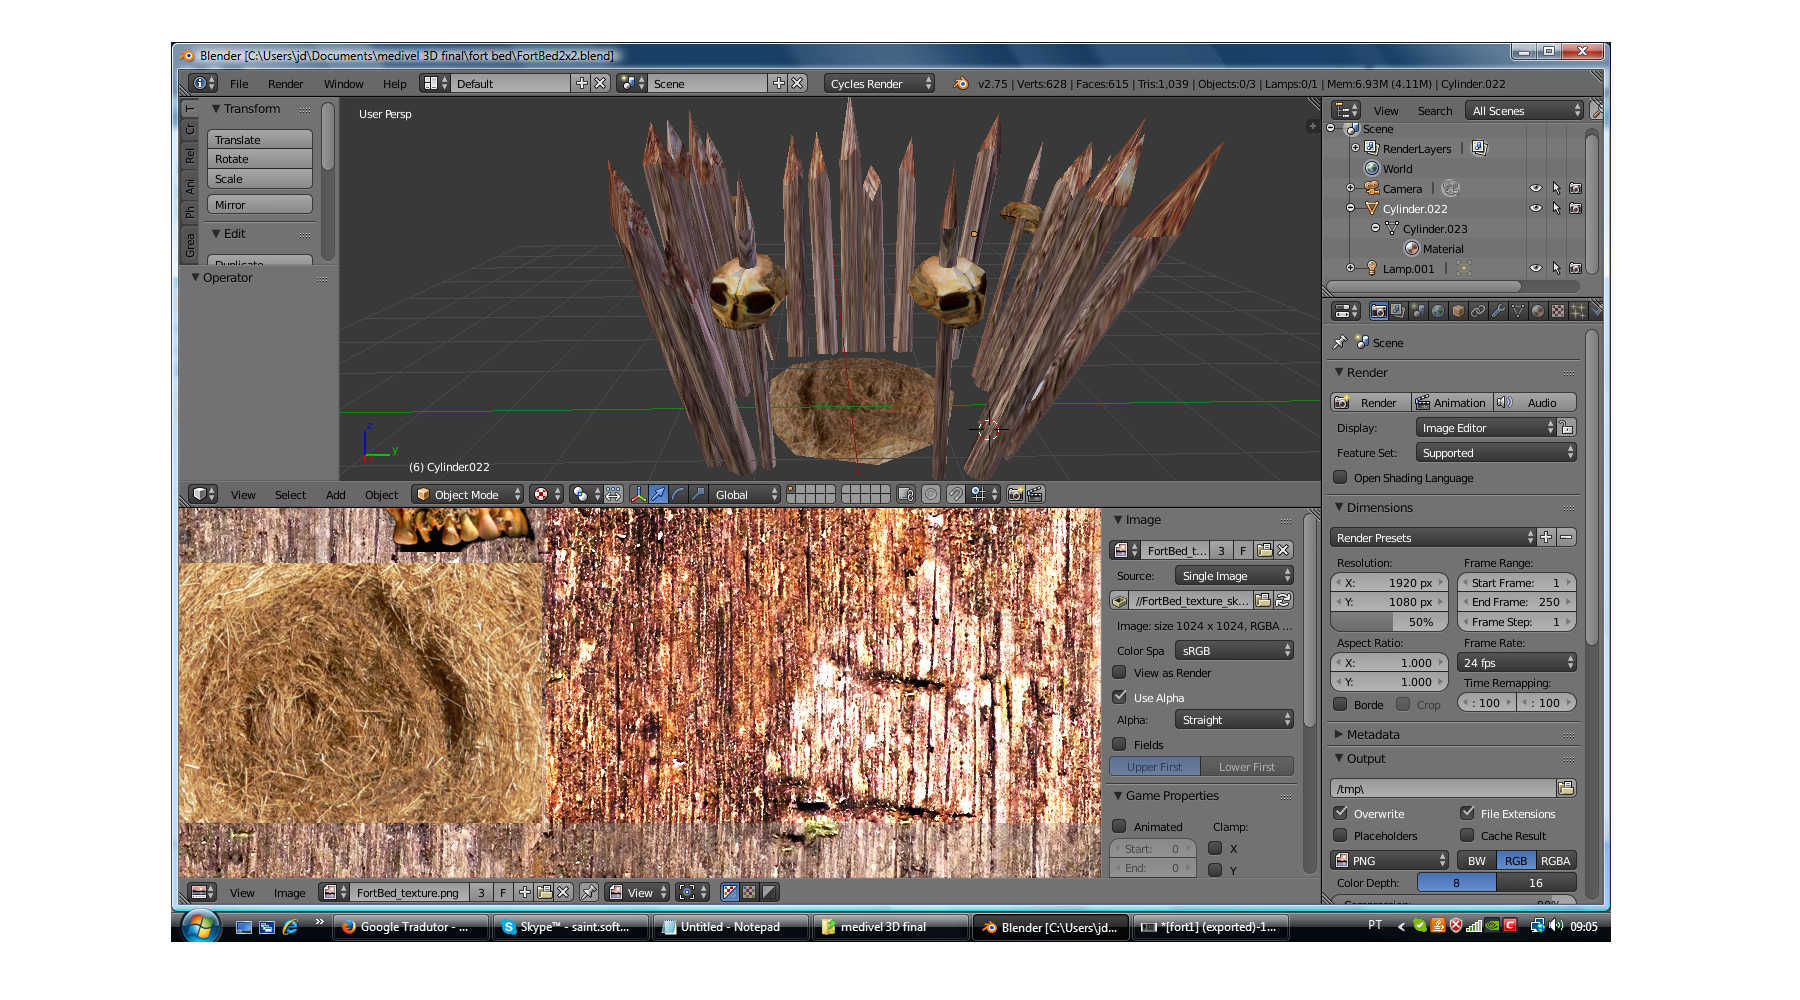 Blender [C:\Users\jd\Documents\medivel 3D final\fort bed\FortBed2x2.blend]
File Render Window Help Default Scene Cycles Render v2.75 | Verts:628 | Faces:615 | Tris:1,039 | Objects:0/3 | Lamps:0/1 | Mem:6.93M (4.11M) | Cylinder.022
T
Cr
Rel
Ani
Ph
Grea
Transform
Translate
Rotate
Scale
Mirror
Edit
Duplicate
Operator
User Persp
z
y
(6) Cylinder.022
View Select Add Object Object Mode Global
View Search All Scenes
Scene
RenderLayers |
World
Camera |
Cylinder.022
Cylinder.023
Material
Lamp.001 |
Scene
Render
Render Animation Audio
Display: Image Editor
Feature Set: Supported
Open Shading Language
Dimensions
Render Presets
Resolution: Frame Range:
X: 1920 px Start Frame: 1
Y: 1080 px End Frame: 250
50% Frame Step: 1
Aspect Ratio: Frame Rate:
X: 1.000 24 fps
Y: 1.000 Time Remapping:
Borde Crop : 100 : 100
Metadata
Output
/tmp\
Overwrite File Extensions
Placeholders Cache Result
PNG BW RGB RGBA
Color Depth: 8 16
Compression: 90%
Image
FortBed_t... 3 F
Source: Single Image
//FortBed_texture_sk...
Image: size 1024 x 1024, RGBA ...
Color Spa sRGB
View as Render
Use Alpha
Alpha: Straight
Fields
Upper First Lower First
Game Properties
Animated Clamp:
Start: 0 X
End: 0 Y
View Image FortBed_texture.png 3 F View
Google Tradutor - ... Skype™ - saint.soft... Untitled - Notepad medivel 3D final Blender [C:\Users\jd... *[fort1] (exported)-1... PT 09:05